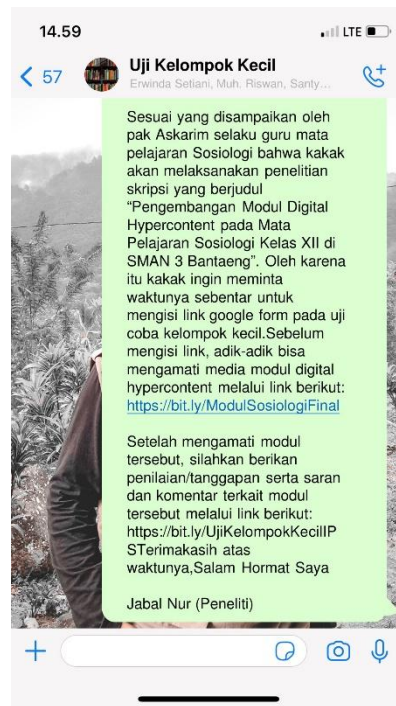 14.59
LTE
57
Uji Kelompok Kecil
Erwinda Setiani, Muh. Riswan, Santy...
Sesuai yang disampaikan oleh
pak Askarim selaku guru mata
pelajaran Sosiologi bahwa kakak
akan melaksanakan penelitian
skripsi yang berjudul
“Pengembangan Modul Digital
Hypercontent pada Mata
Pelajaran Sosiologi Kelas XII di
SMAN 3 Bantaeng”. Oleh karena
itu kakak ingin meminta
waktunya sebentar untuk
mengisi link google form pada uji
coba kelompok kecil.Sebelum
mengisi link, adik-adik bisa
mengamati media modul digital
hypercontent melalui link berikut:
https://bit.ly/ModulSosiologiFinal
Setelah mengamati modul
tersebut, silahkan berikan
penilaian/tanggapan serta saran
dan komentar terkait modul
tersebut melalui link berikut:
https://bit.ly/UjiKelompokKecilIP
STerimakasih atas
waktunya,Salam Hormat Saya
Jabal Nur (Peneliti)